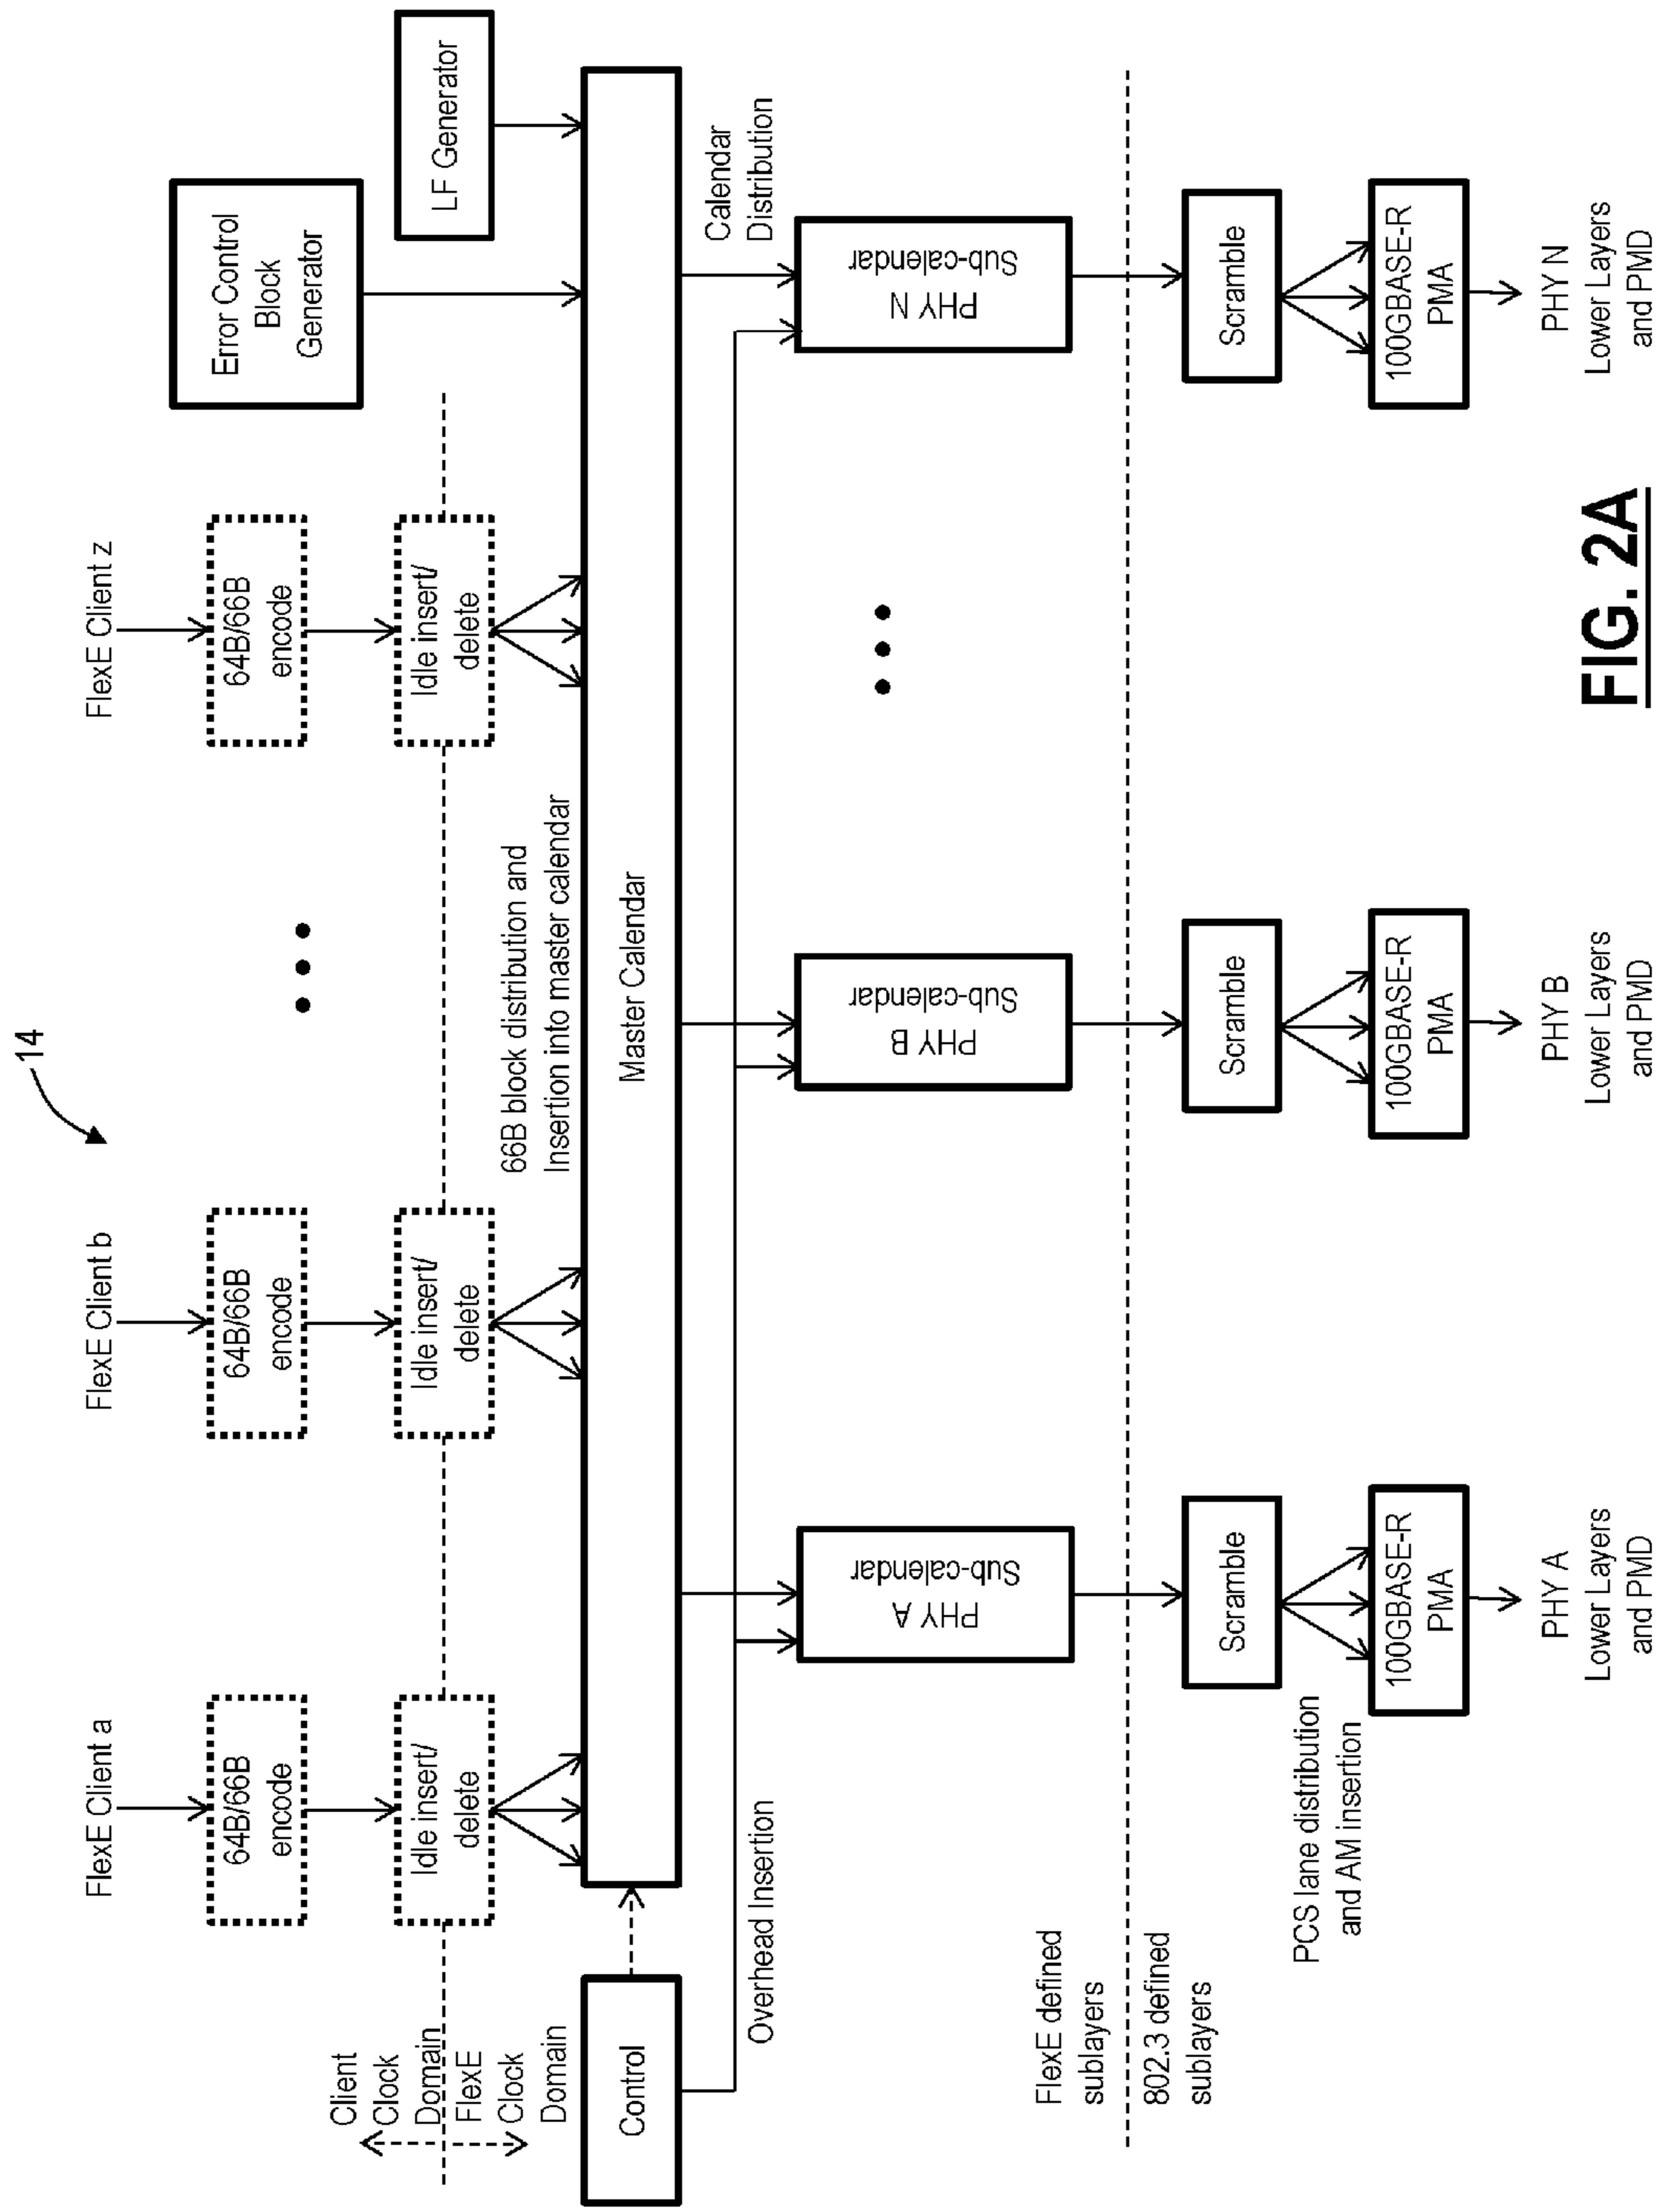 14
FlexE Client a
FlexE Client b
FlexE Client z
64B/66B
encode
64B/66B
encode
64B/66B
encode
Error Control
Block
Generator
LF Generator
Client
Clock
Domain
FlexE
Clock
Domain
Idle insert/
delete
Idle insert/
delete
Idle insert/
delete
66B block distribution and
Insertion into master calendar
Control
Master Calendar
Overhead Insertion
Calendar
Distribution
PHY A
Sub-calendar
PHY B
Sub-calendar
PHY N
Sub-calendar
FlexE defined
sublayers
802.3 defined
sublayers
Scramble
Scramble
Scramble
PCS lane distribution
and AM insertion
100GBASE-R
PMA
100GBASE-R
PMA
100GBASE-R
PMA
PHY A
Lower Layers
and PMD
PHY B
Lower Layers
and PMD
PHY N
Lower Layers
and PMD
FIG. 2A